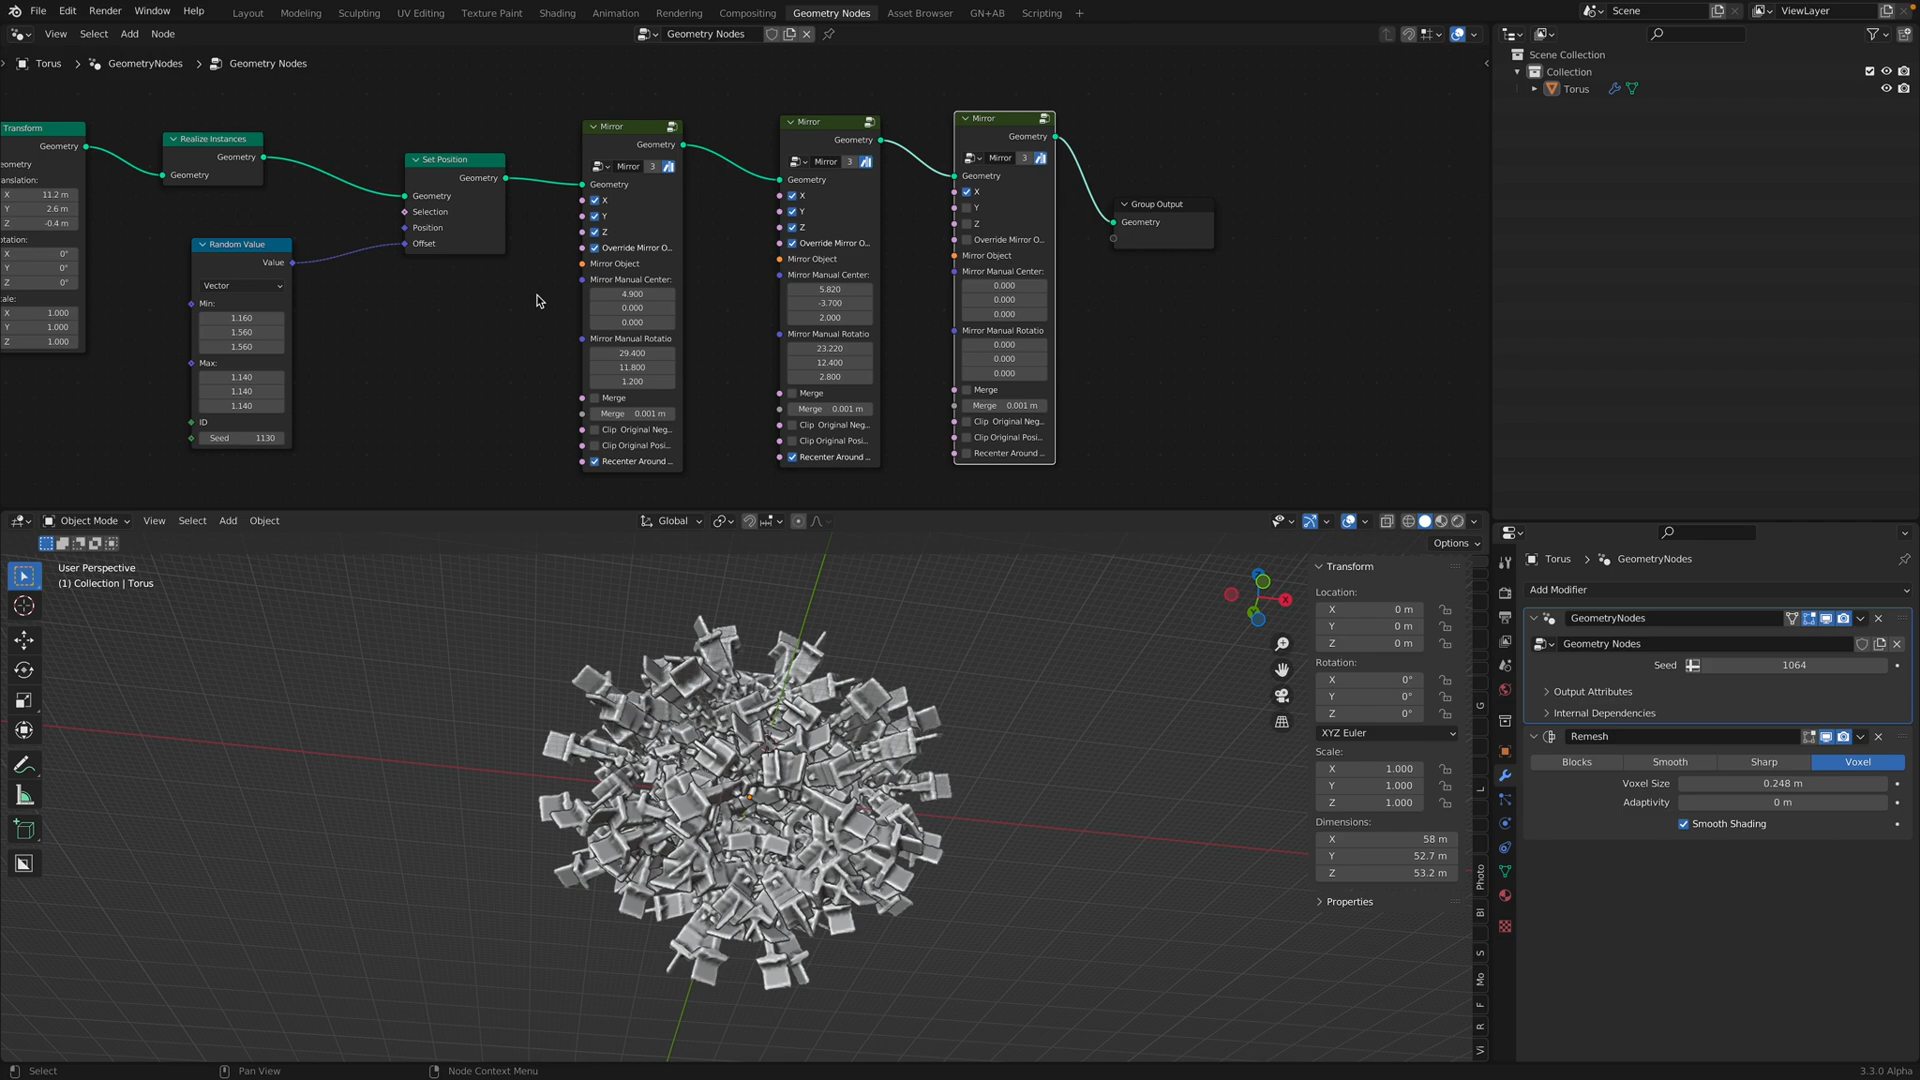 File Edit Render Window Help Layout Modeling Sculpting UV Editing Texture Paint Shading Animation Rendering Compositing Geometry Nodes Asset Browser GN+AB Scripting + Scene ViewLayer
View Select Add Node Geometry Nodes
Torus > GeometryNodes > Geometry Nodes
Transform
Geometry
eometry
ranslation:
X 11.2 m
Y 2.6 m
Z -0.4 m
otation:
X 0°
Y 0°
Z 0°
cale:
X 1.000
Y 1.000
Z 1.000
Realize Instances
Geometry
Geometry
Random Value
Value
Vector
Min:
1.160
1.560
1.560
Max:
1.140
1.140
1.140
ID
Seed 1130
Set Position
Geometry
Geometry
Selection
Position
Offset
Mirror
Geometry
Mirror 3
Geometry
X
Y
Z
Override Mirror O...
Mirror Object
Mirror Manual Center:
4.900
0.000
0.000
Mirror Manual Rotatio
29.400
11.800
1.200
Merge
Merge 0.001 m
Clip Original Neg...
Clip Original Posi...
Recenter Around ...
Mirror
Geometry
Mirror 3
Geometry
X
Y
Z
Override Mirror O...
Mirror Object
Mirror Manual Center:
5.820
-3.700
2.000
Mirror Manual Rotatio
23.220
12.400
2.800
Merge
Merge 0.001 m
Clip Original Neg...
Clip Original Posi...
Recenter Around ...
Mirror
Geometry
Mirror 3
Geometry
X
Y
Z
Override Mirror O...
Mirror Object
Mirror Manual Center:
0.000
0.000
0.000
Mirror Manual Rotatio
0.000
0.000
0.000
Merge
Merge 0.001 m
Clip Original Neg...
Clip Original Posi...
Recenter Around ...
Group Output
Geometry
Scene Collection
Collection
Torus
Object Mode View Select Add Object Global
Options
User Perspective
(1) Collection | Torus
X
Transform
Location:
X 0 m
Y 0 m
Z 0 m
Rotation:
X 0°
Y 0°
Z 0°
XYZ Euler
Scale:
X 1.000
Y 1.000
Z 1.000
Dimensions:
X 58 m
Y 52.7 m
Z 53.2 m
Properties
G
L
Photo
Bl
S
Mo
F
R
Vi
Torus > GeometryNodes
Add Modifier
GeometryNodes
Geometry Nodes
Seed 1064
Output Attributes
Internal Dependencies
Remesh
Blocks Smooth Sharp Voxel
Voxel Size 0.248 m
Adaptivity 0 m
Smooth Shading
Select Pan View Node Context Menu 3.3.0 Alpha